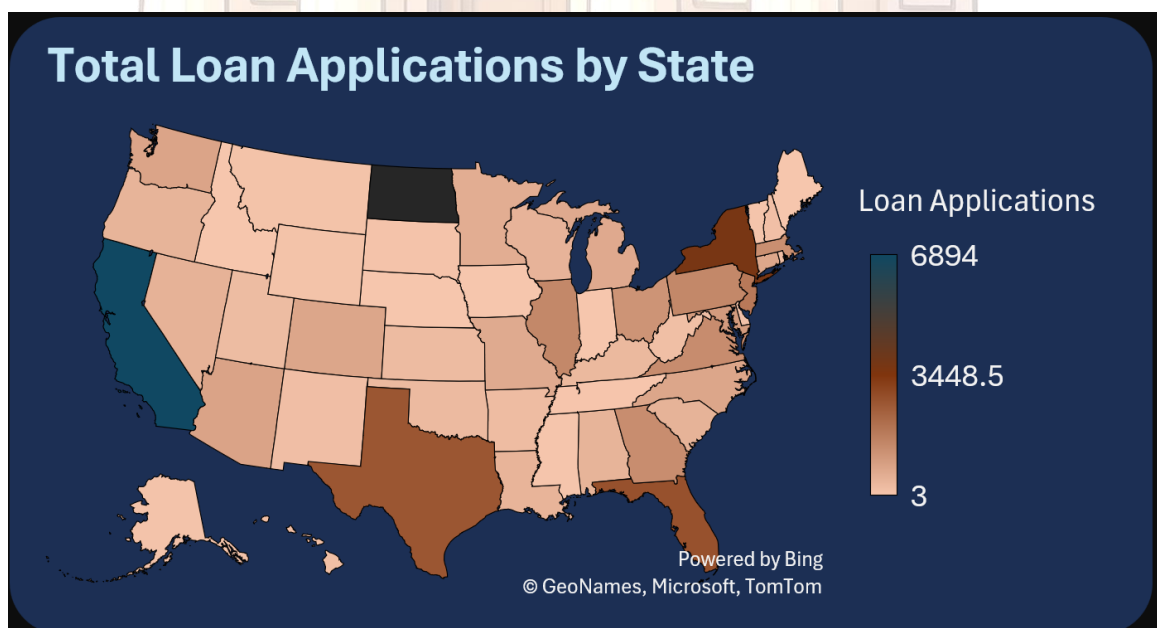 Total Loan Applications by State
Loan Applications
6894
3448.5
3
Powered by Bing
© GeoNames, Microsoft, TomTom